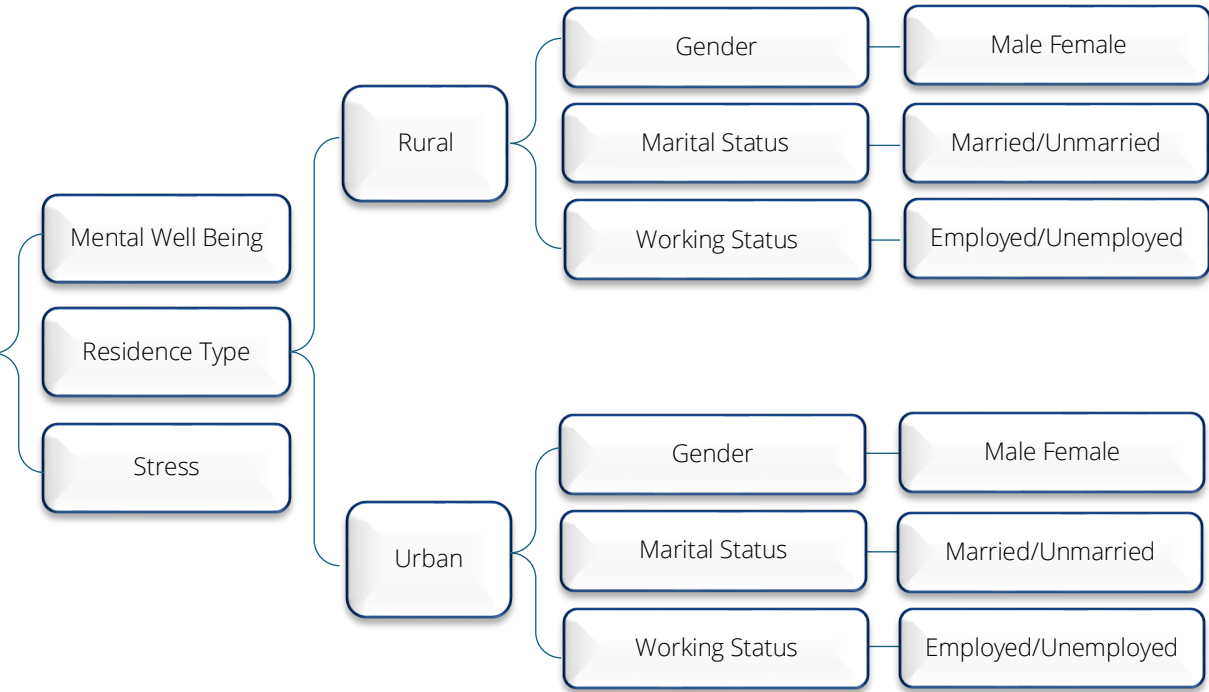 Mental Well Being
Residence Type
Stress
Rural
Gender
Male Female
Marital Status
Married/Unmarried
Working Status
Employed/Unemployed
Urban
Gender
Male Female
Marital Status
Married/Unmarried
Working Status
Employed/Unemployed